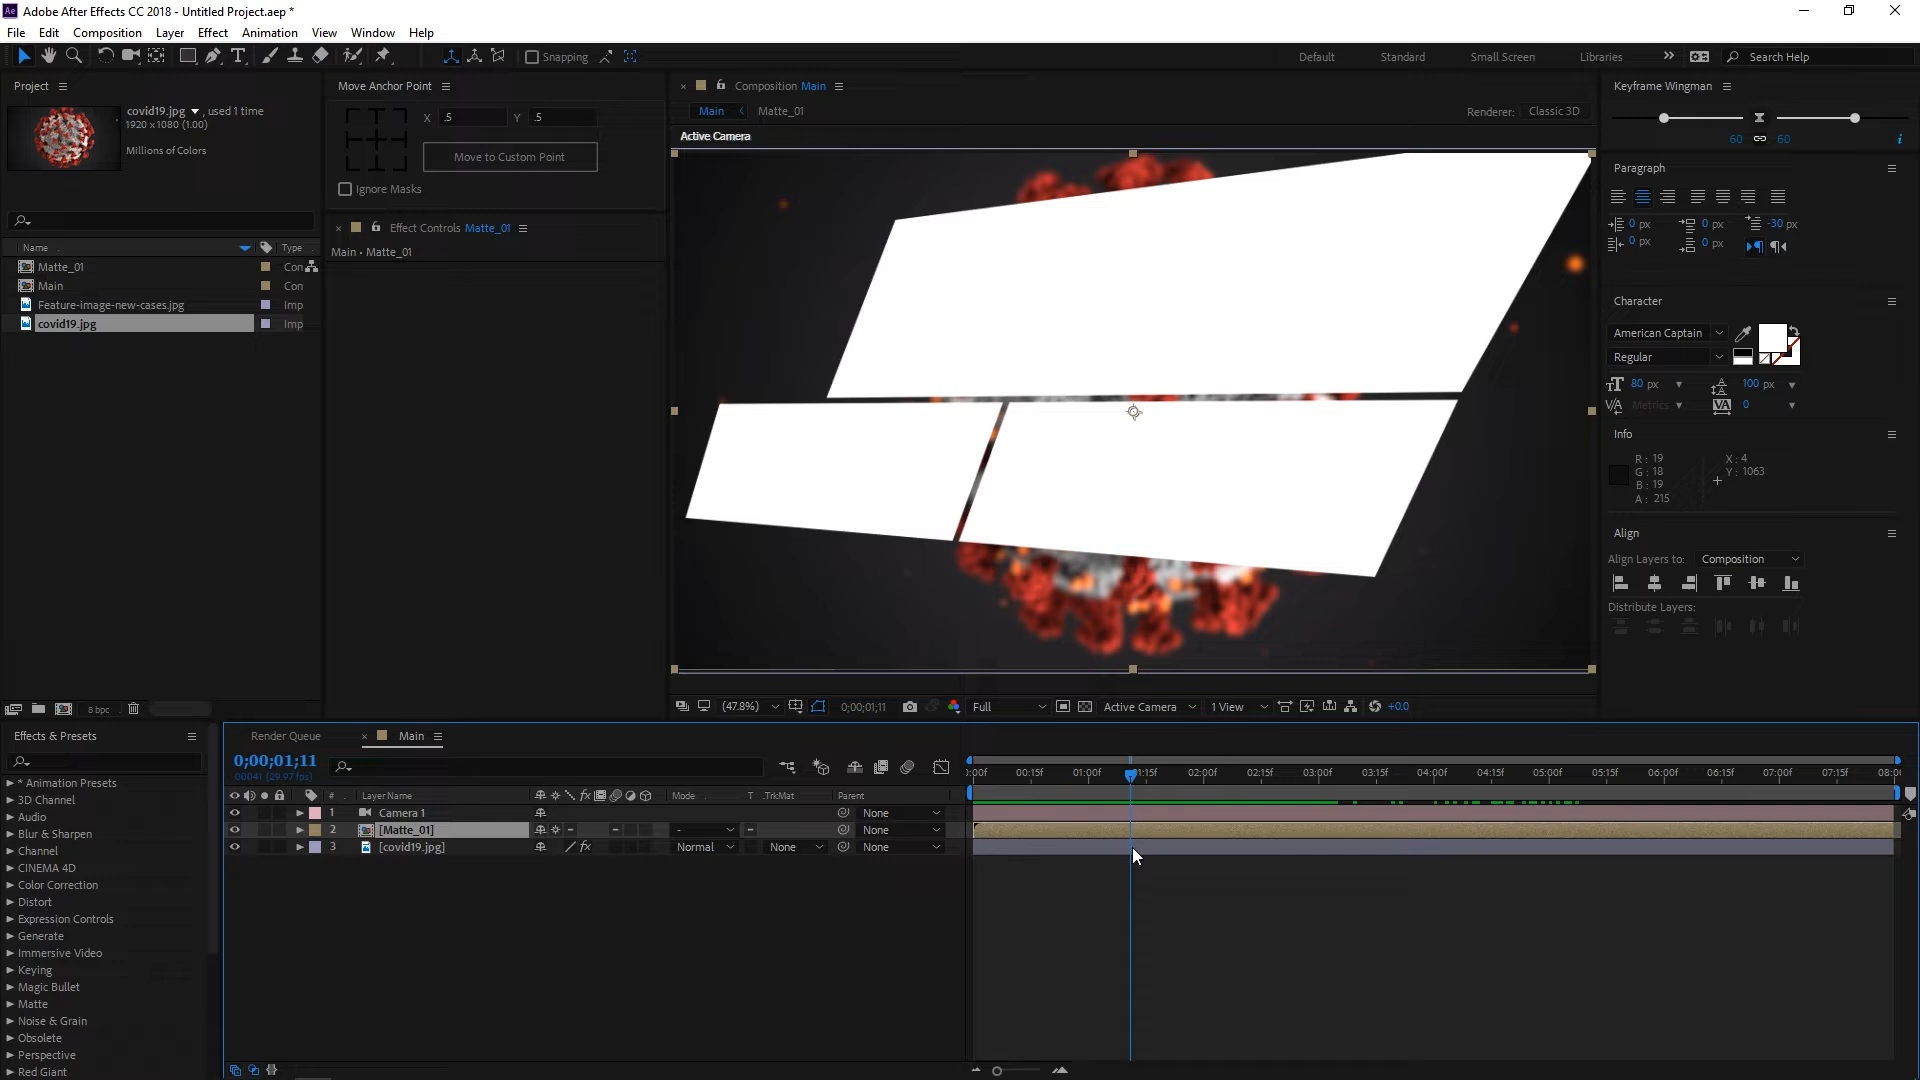 Adobe After Effects CC 2018 - Untitled Project.aep *
File Edit Composition Layer Effect Animation View Window Help
Snapping
Default Standard Small Screen Libraries Search Help
Project
covid19.jpg , used 1 time
1920 x 1080 (1.00)
Millions of Colors
Name Type
Matte_01 Con
Main Con
Feature-image-new-cases.jpg Imp
covid19.jpg Imp
8 bpc
Move Anchor Point
X .5 Y .5
Move to Custom Point
Ignore Masks
Effect Controls Matte_01
Main • Matte_01
Composition Main
Main Matte_01
Renderer: Classic 3D
Active Camera
(47.8%) 0;00;01;11 Full Active Camera 1 View +0.0
Keyframe Wingman
60 60
Paragraph
0 px 0 px -30 px
0 px 0 px
Character
American Captain
Regular
80 px 100 px
Metrics 0
Info
R: 19
G: 18
B: 19
A: 215
X: 4
Y: 1063
Align
Align Layers to: Composition
Distribute Layers:
Effects & Presets
* Animation Presets
3D Channel
Audio
Blur & Sharpen
Channel
CINEMA 4D
Color Correction
Distort
Expression Controls
Generate
Immersive Video
Keying
Magic Bullet
Matte
Noise & Grain
Obsolete
Perspective
Red Giant
Render Queue Main
0;00;01;11
00041 (29.97 fps)
# Layer Name Mode T .TrkMat Parent
1 Camera 1 None
2 [Matte_01] - None
3 [covid19.jpg] Normal None None
:00f 00:15f 01:00f 01:15f 02:00f 02:15f 03:00f 03:15f 04:00f 04:15f 05:00f 05:15f 06:00f 06:15f 07:00f 07:15f 08:0